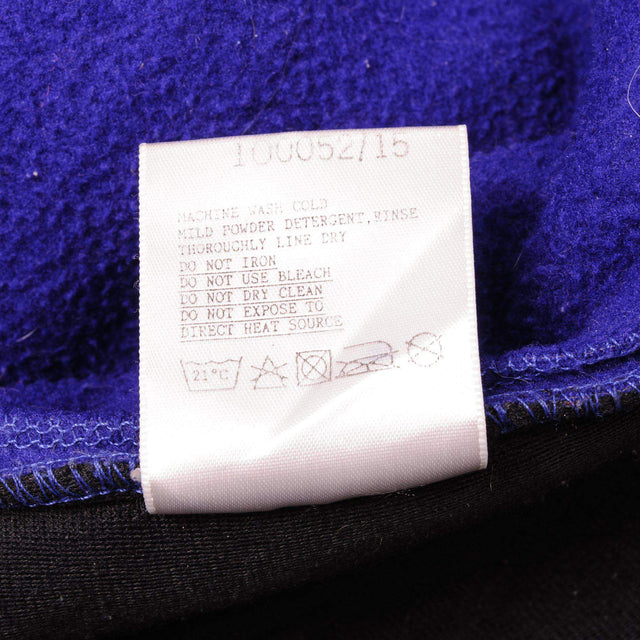 100052/15
MACHINE WASH COLD
MILD POWDER DETERGENT, RINSE
THOROUGHLY LINE DRY
DO NOT IRON
DO NOT USE BLEACH
DO NOT DRY CLEAN
DO NOT EXPOSE TO
DIRECT HEAT SOURCE
21°C